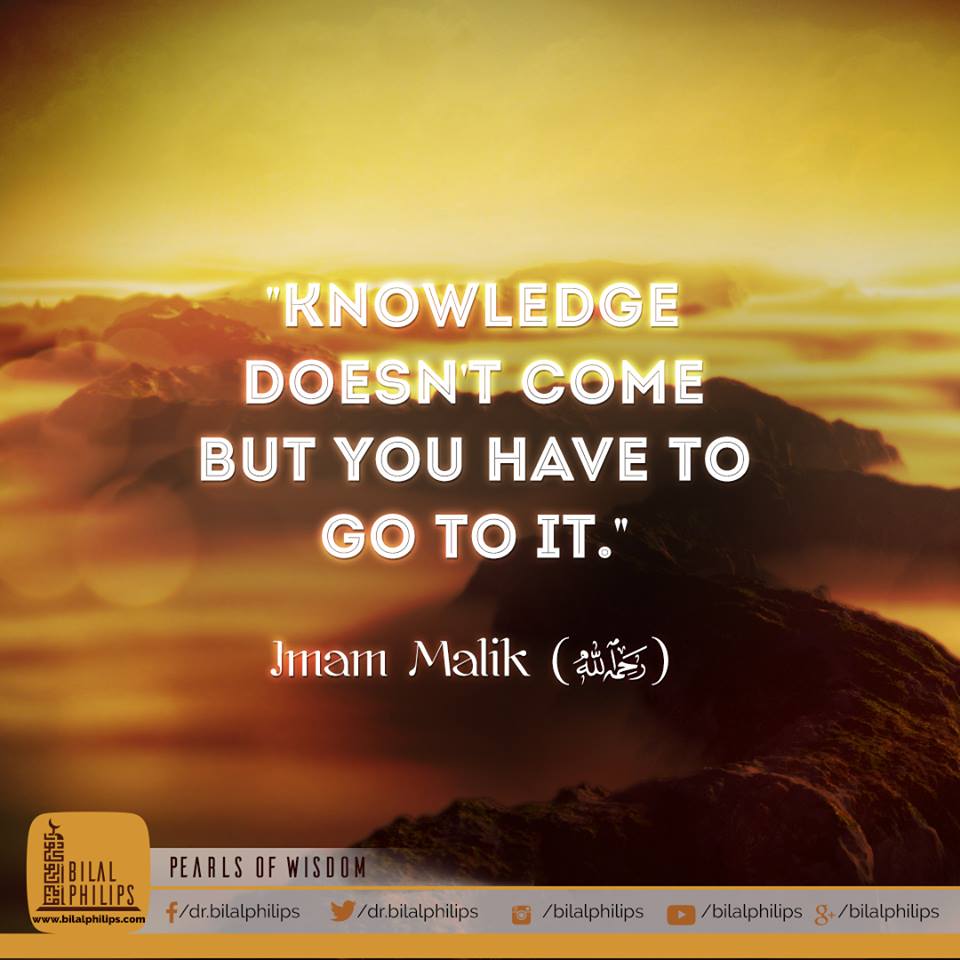 "KNOWLEDGE
DOESN'T COME
BUT YOU HAVE TO
GO TO IT."
Imam Malik (رحمه الله)
PEARLS OF WISDOM
BILAL
PHILIPS
www.bilalphilips.com
/dr.bilalphilips /dr.bilalphilips /bilalphilips /bilalphilips /bilalphilips